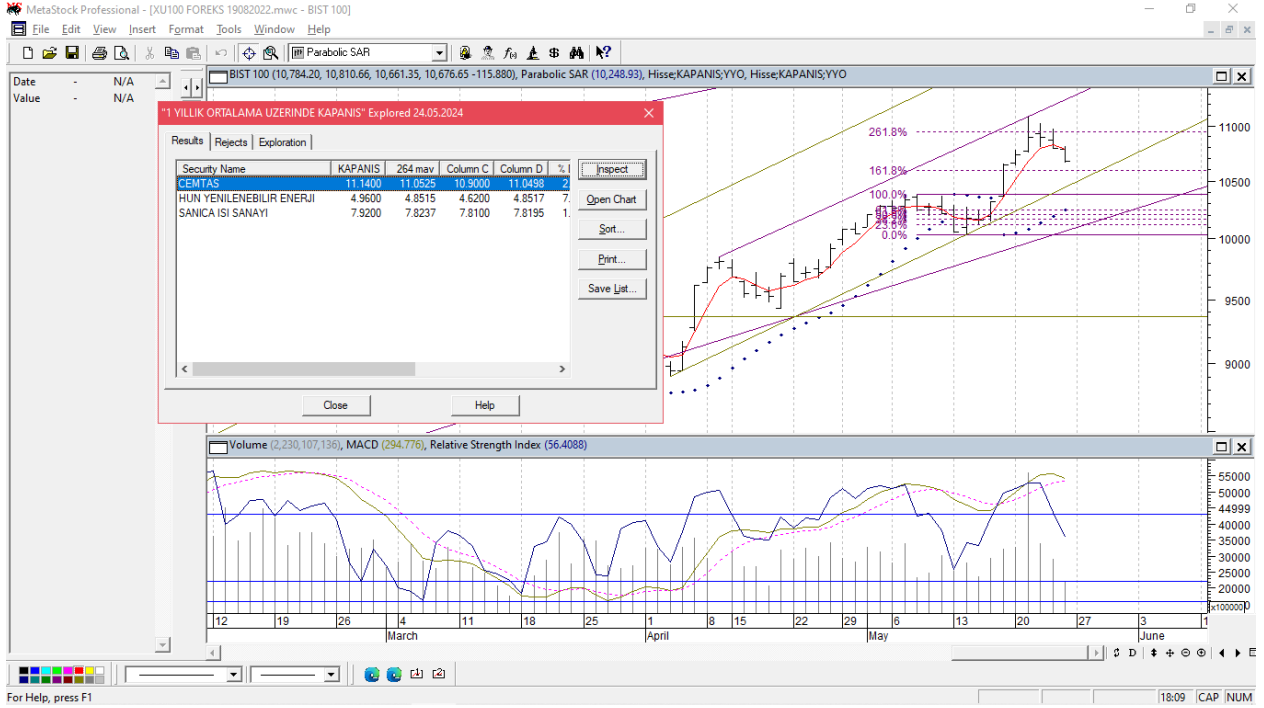 MetaStock Professional - [XU100 FOREKS 19082022.mwc - BIST 100]
File Edit View Insert Format Tools Window Help
Parabolic SAR
Date - N/A
Value - N/A
BIST 100 (10,784.20, 10,810.66, 10,661.35, 10,676.65 -115.880), Parabolic SAR (10,248.93), Hisse;KAPANIS;YYO, Hisse;KAPANIS;YYO
"1 YILLIK ORTALAMA UZERINDE KAPANIS" Explored 24.05.2024
Results Rejects Exploration
Security Name KAPANIS 264 mav Column C Column D %
CEMTAS 11.1400 11.0525 10.9000 11.0498 2.
HUN YENILENEBILIR ENERJI 4.9600 4.8515 4.6200 4.8517 7.
SANICA ISI SANAYI 7.9200 7.8237 7.8100 7.8195 1.
Inspect
Open Chart
Sort...
Print...
Save List...
Close Help
261.8%
161.8%
100.0%
23.6%
0.0%
11000
10500
10000
9500
9000
Volume (2,230,107,136), MACD (294.776), Relative Strength Index (56.4088)
55000
50000
44999
40000
35000
30000
25000
20000
x100000
12 19 26 4 11 18 25 1 8 15 22 29 6 13 20 27 3 1
March April May June
D
For Help, press F1
18:09 CAP NUM